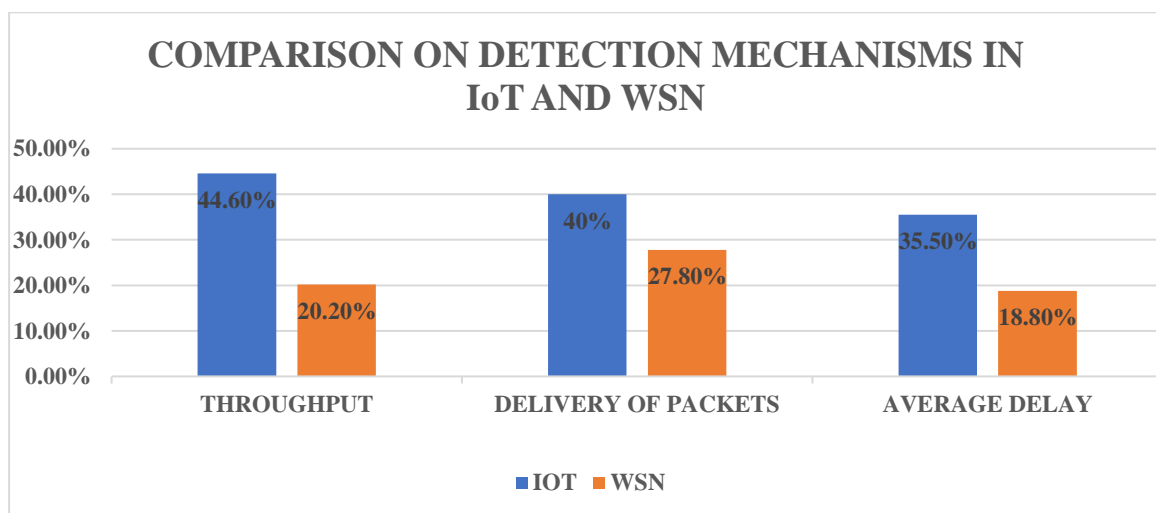 COMPARISON ON DETECTION MECHANISMS IN
IoT AND WSN
50.00%
40.00%
30.00%
20.00%
10.00%
0.00%
44.60%
20.20%
40%
27.80%
35.50%
18.80%
THROUGHPUT
DELIVERY OF PACKETS
AVERAGE DELAY
IOT
WSN